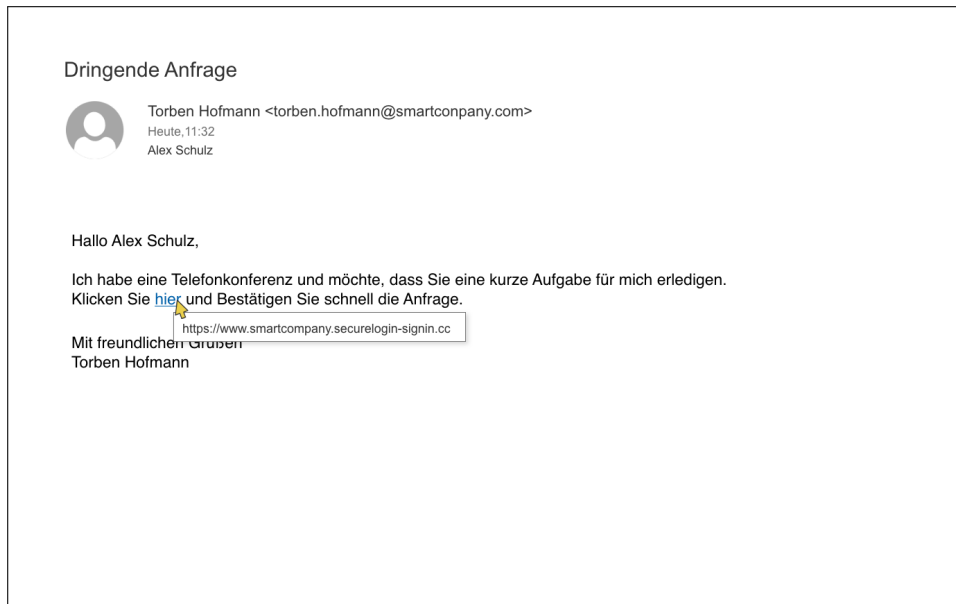 Dringende Anfrage
Torben Hofmann <torben.hofmann@smartconpany.com>
Heute,11:32
Alex Schulz
Hallo Alex Schulz,
Ich habe eine Telefonkonferenz und möchte, dass Sie eine kurze Aufgabe für mich erledigen.
Klicken Sie hier und Bestätigen Sie schnell die Anfrage.
https://www.smartcompany.securelogin-signin.cc
Mit freundlichen Grüßen
Torben Hofmann